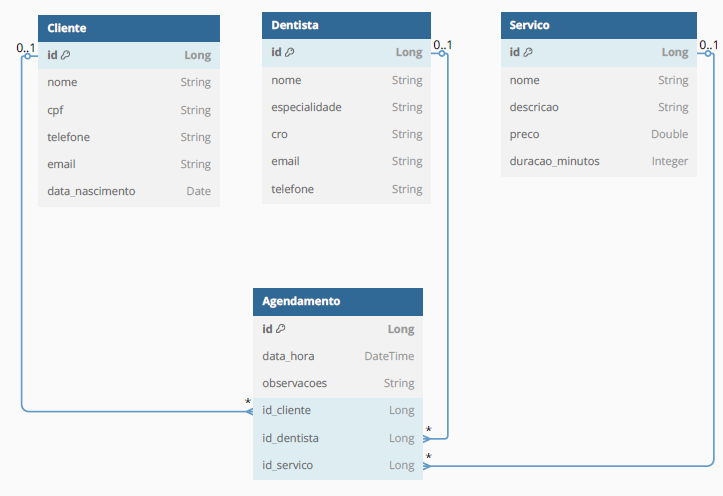 Cliente
0..1
id Long
nome String
cpf String
telefone String
email String
data_nascimento Date
Dentista
0..1
id Long
nome String
especialidade String
cro String
email String
telefone String
Servico
0..1
id Long
nome String
descricao String
preco Double
duracao_minutos Integer
Agendamento
id Long
data_hora DateTime
observacoes String
* id_cliente Long
id_dentista Long *
id_servico Long *